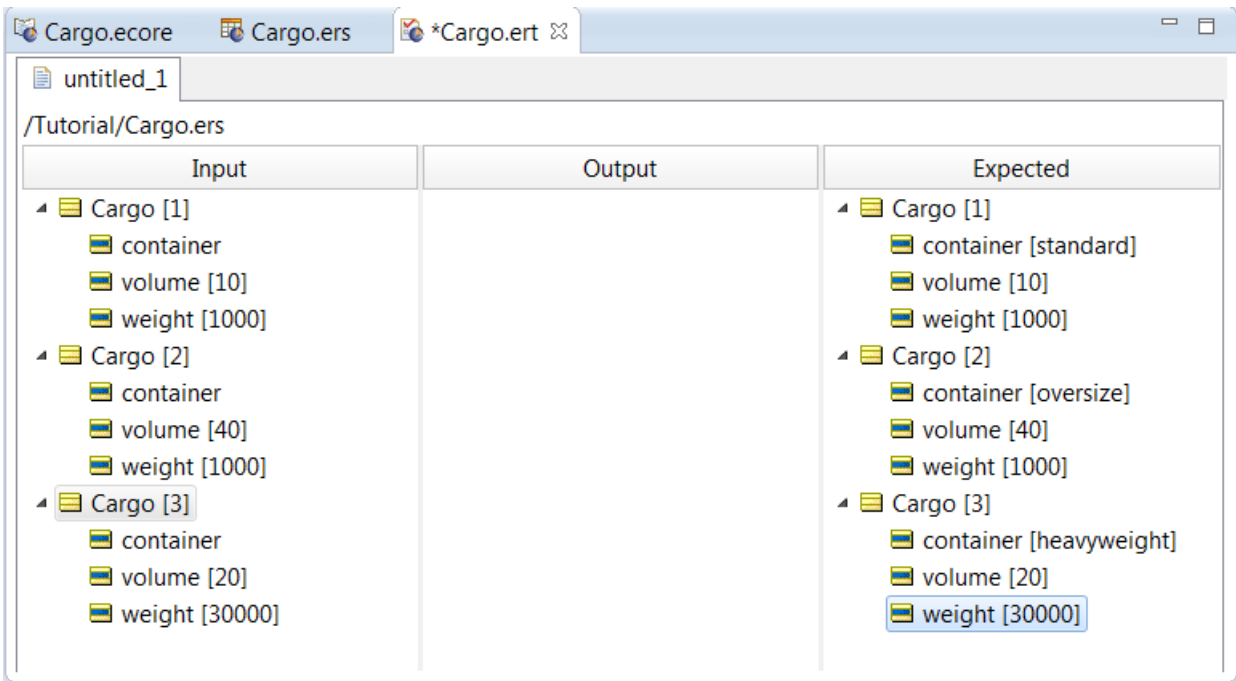 Cargo.ecore Cargo.ers *Cargo.ert
untitled_1
/Tutorial/Cargo.ers
Input Output Expected
Cargo [1] Cargo [1]
container container [standard]
volume [10] volume [10]
weight [1000] weight [1000]
Cargo [2] Cargo [2]
container container [oversize]
volume [40] volume [40]
weight [1000] weight [1000]
Cargo [3] Cargo [3]
container container [heavyweight]
volume [20] volume [20]
weight [30000] weight [30000]